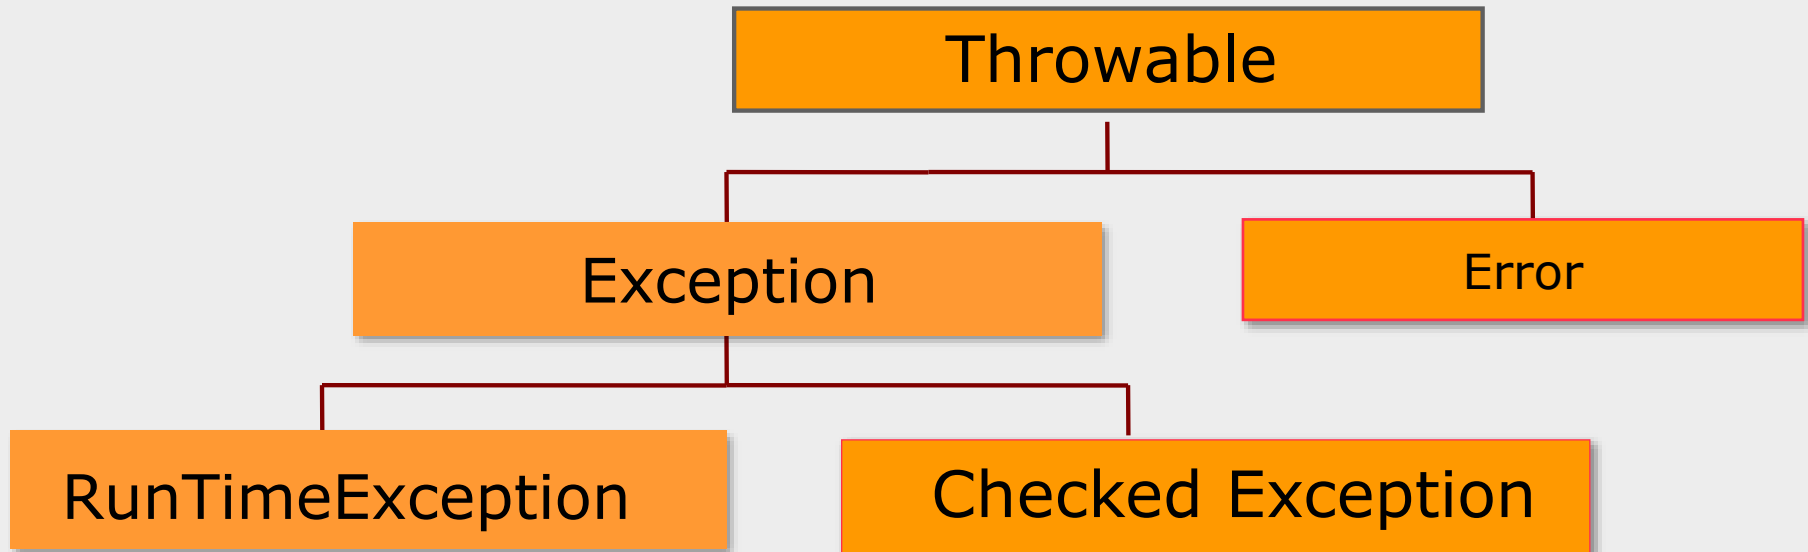 Throwable
Exception
Error
RunTimeException
Checked Exception